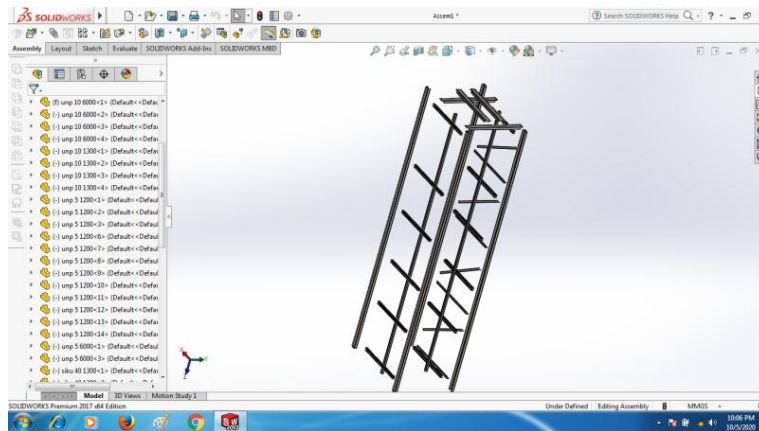 SOLIDWORKS
Assem1 *
Search SOLIDWORKS Help
Assembly Layout Sketch Evaluate SOLIDWORKS Add-Ins SOLIDWORKS MBD
(f) unp 10 6000<1> (Default<<Defau
(-) unp 10 6000<2> (Default<<Defau
(-) unp 10 6000<3> (Default<<Defau
(-) unp 10 6000<4> (Default<<Defau
(-) unp 10 1300<1> (Default<<Defau
(-) unp 10 1300<2> (Default<<Defau
(-) unp 10 1300<3> (Default<<Defau
(-) unp 10 1300<4> (Default<<Defau
(-) unp 5 1200<1> (Default<<Defaul
(-) unp 5 1200<2> (Default<<Defaul
(-) unp 5 1200<3> (Default<<Defaul
(-) unp 5 1200<6> (Default<<Defaul
(-) unp 5 1200<7> (Default<<Defaul
(-) unp 5 1200<8> (Default<<Defaul
(-) unp 5 1200<9> (Default<<Defaul
(-) unp 5 1200<10> (Default<<Defau
(-) unp 5 1200<11> (Default<<Defau
(-) unp 5 1200<12> (Default<<Defau
(-) unp 5 1200<13> (Default<<Defau
(-) unp 5 1200<14> (Default<<Defau
(-) unp 5 6000<1> (Default<<Defaul
(-) unp 5 6000<3> (Default<<Defaul
(-) siku 40 1300<1> (Default<<Defaul
Model 3D Views Motion Study 1
SOLIDWORKS Premium 2017 x64 Edition
Under Defined Editing Assembly MMGS
10:06 PM
10/5/2020